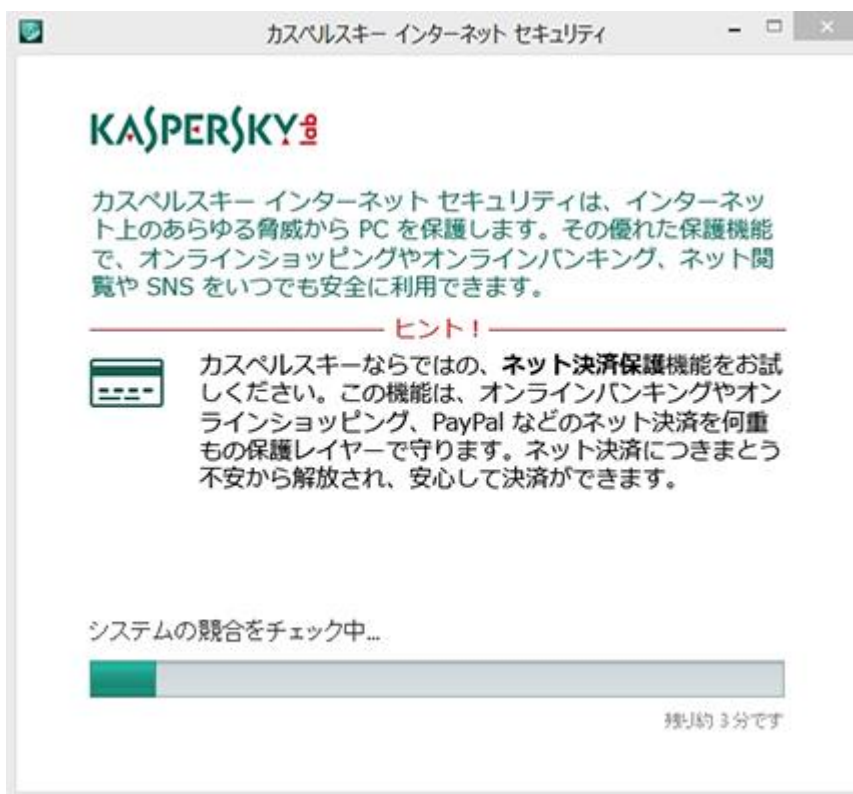 カスペルスキー インターネット セキュリティ
KASPERSKY lab
カスペルスキー インターネット セキュリティは、インターネッ
ト上のあらゆる脅威から PC を保護します。その優れた保護機能
で、オンラインショッピングやオンラインバンキング、ネット閲
覧や SNS をいつでも安全に利用できます。
ヒント！
カスペルスキーならではの、ネット決済保護機能をお試
しください。この機能は、オンラインバンキングやオン
ラインショッピング、PayPal などのネット決済を何重
もの保護レイヤーで守ります。ネット決済につきまとう
不安から解放され、安心して決済ができます。
システムの競合をチェック中...
残り約 3 分です